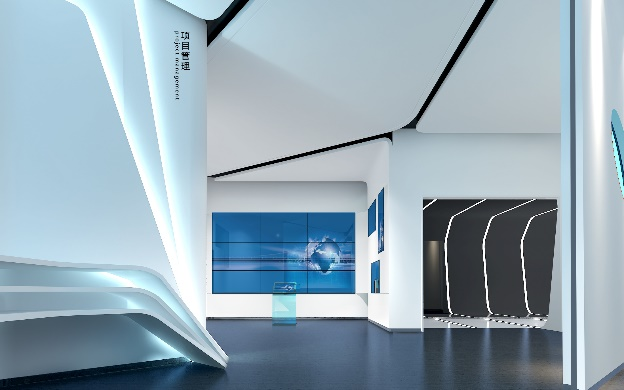 项目管理
project management